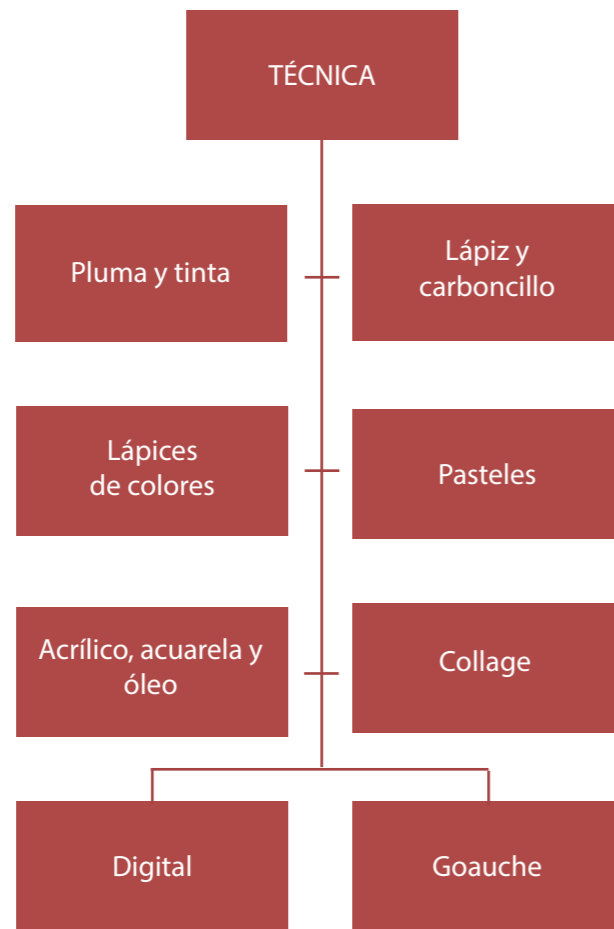 TÉCNICA
Pluma y tinta
Lápiz y
carboncillo
Lápices
de colores
Pasteles
Acrílico, acuarela y
óleo
Collage
Digital
Goauche